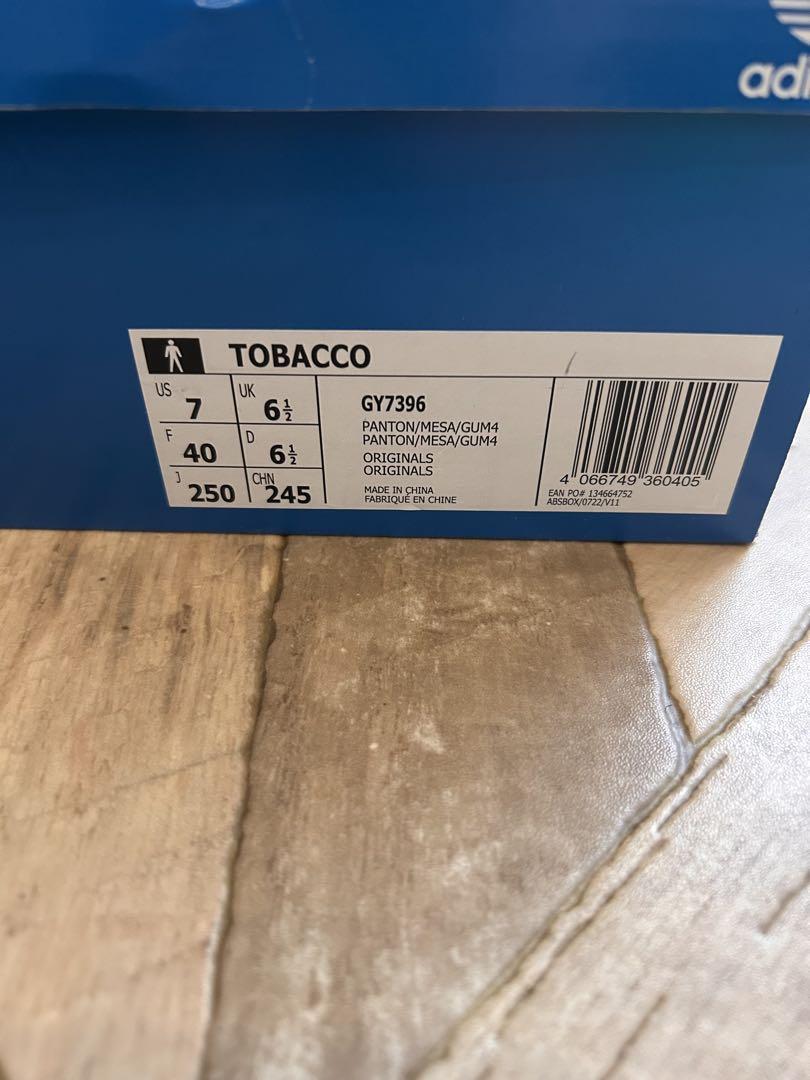 adi
TOBACCO
US 7 UK 6½
F 40 D 6½
J 250 CHN 245
GY7396
PANTON/MESA/GUM4
PANTON/MESA/GUM4
ORIGINALS
ORIGINALS
MADE IN CHINA
FABRIQUÉ EN CHINE
4 066749 360405
EAN PO# 134664752
ABSBOX/0722/V11